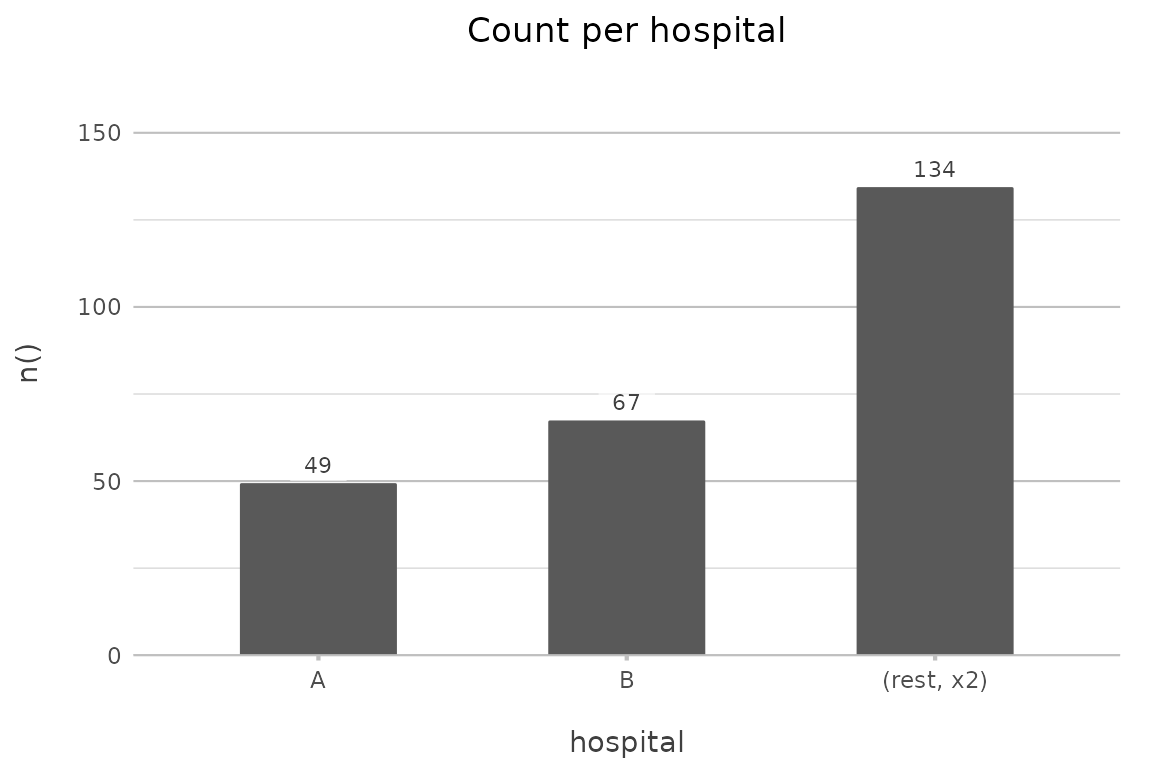 Count per hospital
150
134
100
n()
67
49
50
0
A
B
(rest, x2)
hospital